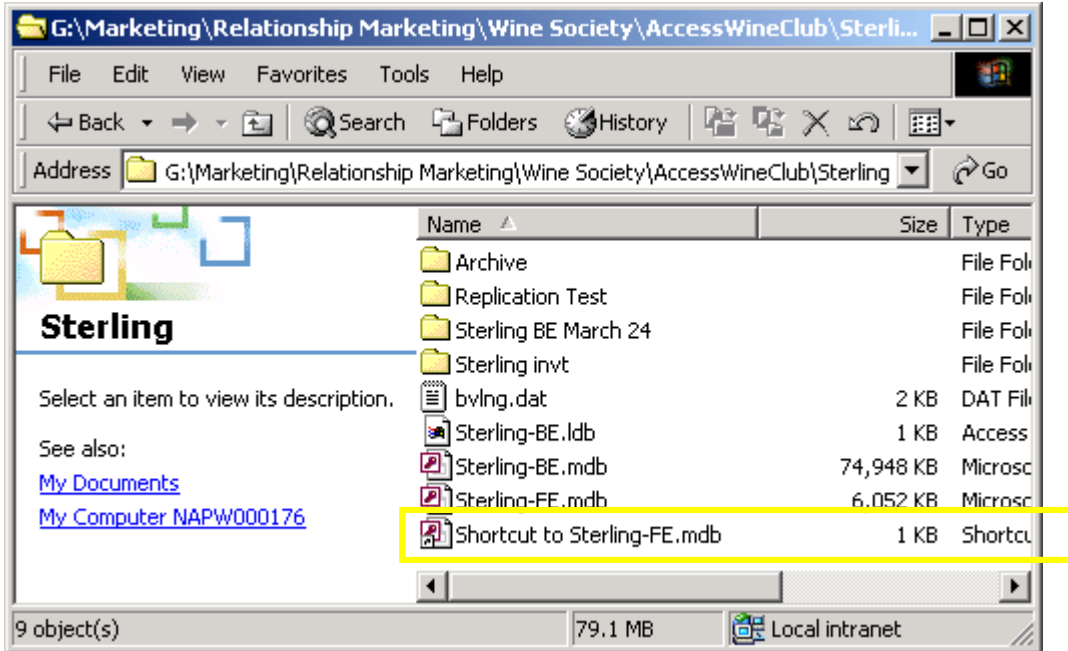 G:\Marketing\Relationship Marketing\Wine Society\AccessWineClub\Sterli...
File Edit View Favorites Tools Help
Back Search Folders History
Address G:\Marketing\Relationship Marketing\Wine Society\AccessWineClub\Sterling Go
Name Size Type
Archive File Fol
Replication Test File Fol
Sterling Sterling BE March 24 File Fol
Sterling invt File Fol
Select an item to view its description. bvlng.dat 2 KB DAT Fil
Sterling-BE.ldb 1 KB Access
See also:
My Documents Sterling-BE.mdb 74,948 KB Microsc
Sterling-FE.mdb 6,052 KB Microsc
My Computer NAPW000176
Shortcut to Sterling-FE.mdb 1 KB Shortcu
9 object(s) 79.1 MB Local intranet